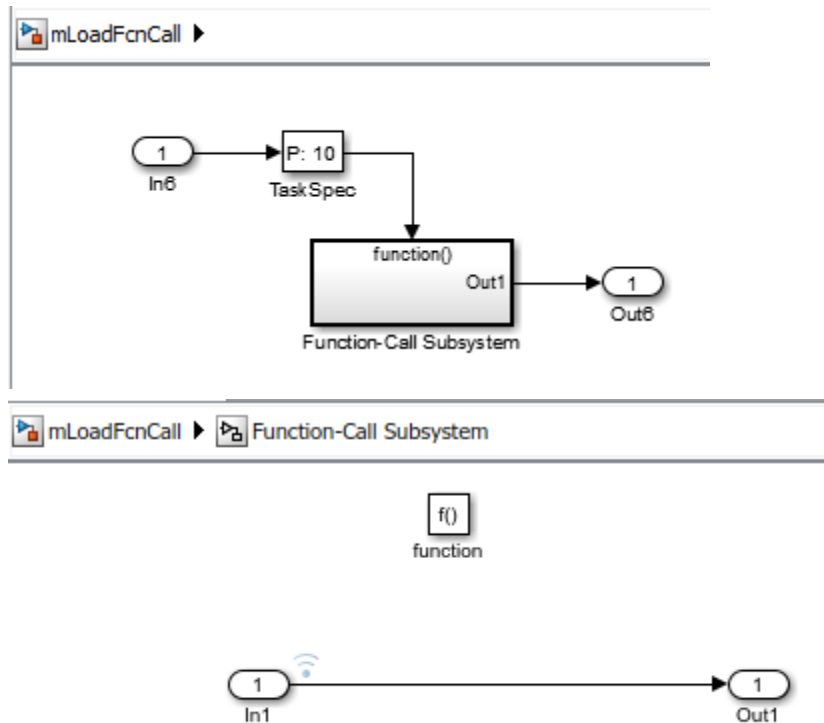 mLoadFcnCall
1
In6
P: 10
TaskSpec
function()
Out1
Function-Call Subsystem
1
Out6
mLoadFcnCall Function-Call Subsystem
f()
function
1
In1
1
Out1